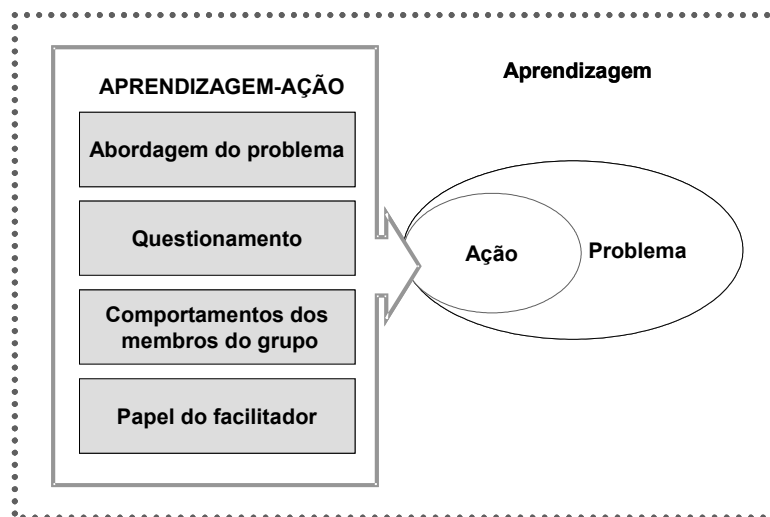 APRENDIZAGEM-AÇÃO
Abordagem do problema
Questionamento
Comportamentos dos
membros do grupo
Papel do facilitador
Aprendizagem
Ação
Problema